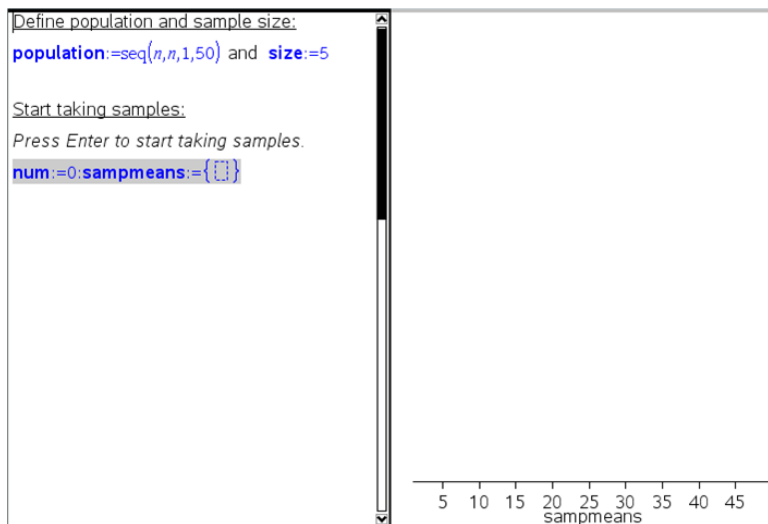 Define population and sample size:
population:=seq(n,n,1,50) and size:=5
Start taking samples:
Press Enter to start taking samples.
num:=0:sampmeans:={⬚}
5 10 15 20 25 30 35 40 45
sampmeans